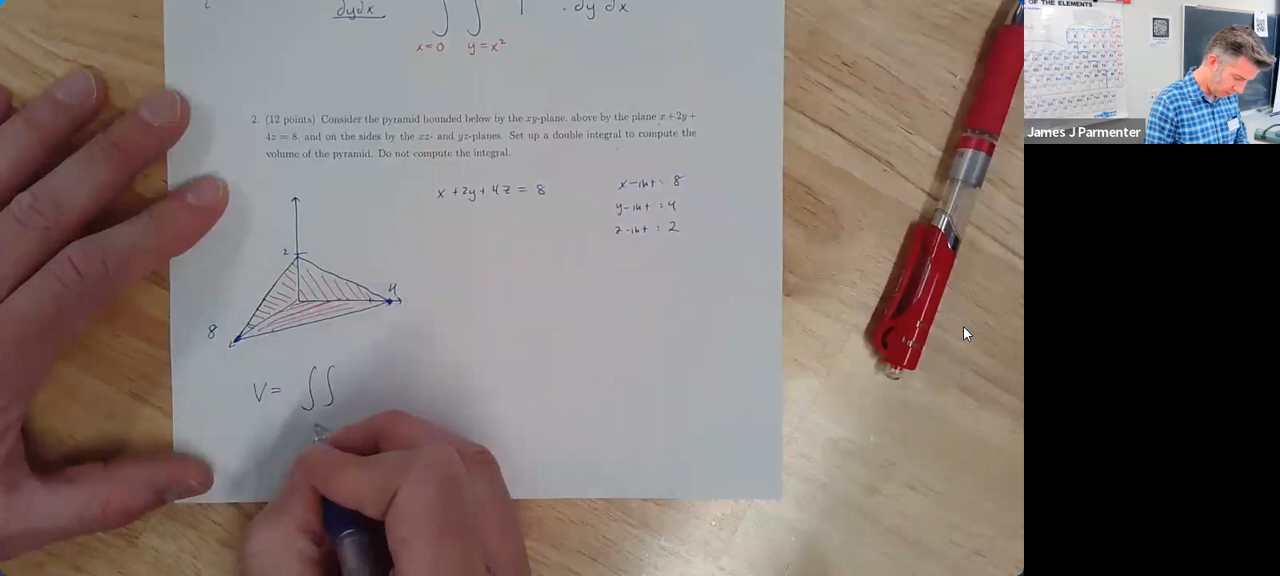 dydx
∫ ∫ 1 · dy dx
x=0 y=x²
2. (12 points) Consider the pyramid bounded below by the xy-plane, above by the plane x+2y+
4z = 8, and on the sides by the xz- and yz-planes. Set up a double integral to compute the
volume of the pyramid. Do not compute the integral.
x + 2y + 4z = 8
x-int: 8
y-int : 4
z-int : 2
2
4
8
V = ∫∫
OF THE ELEMENTS
James J Parmenter